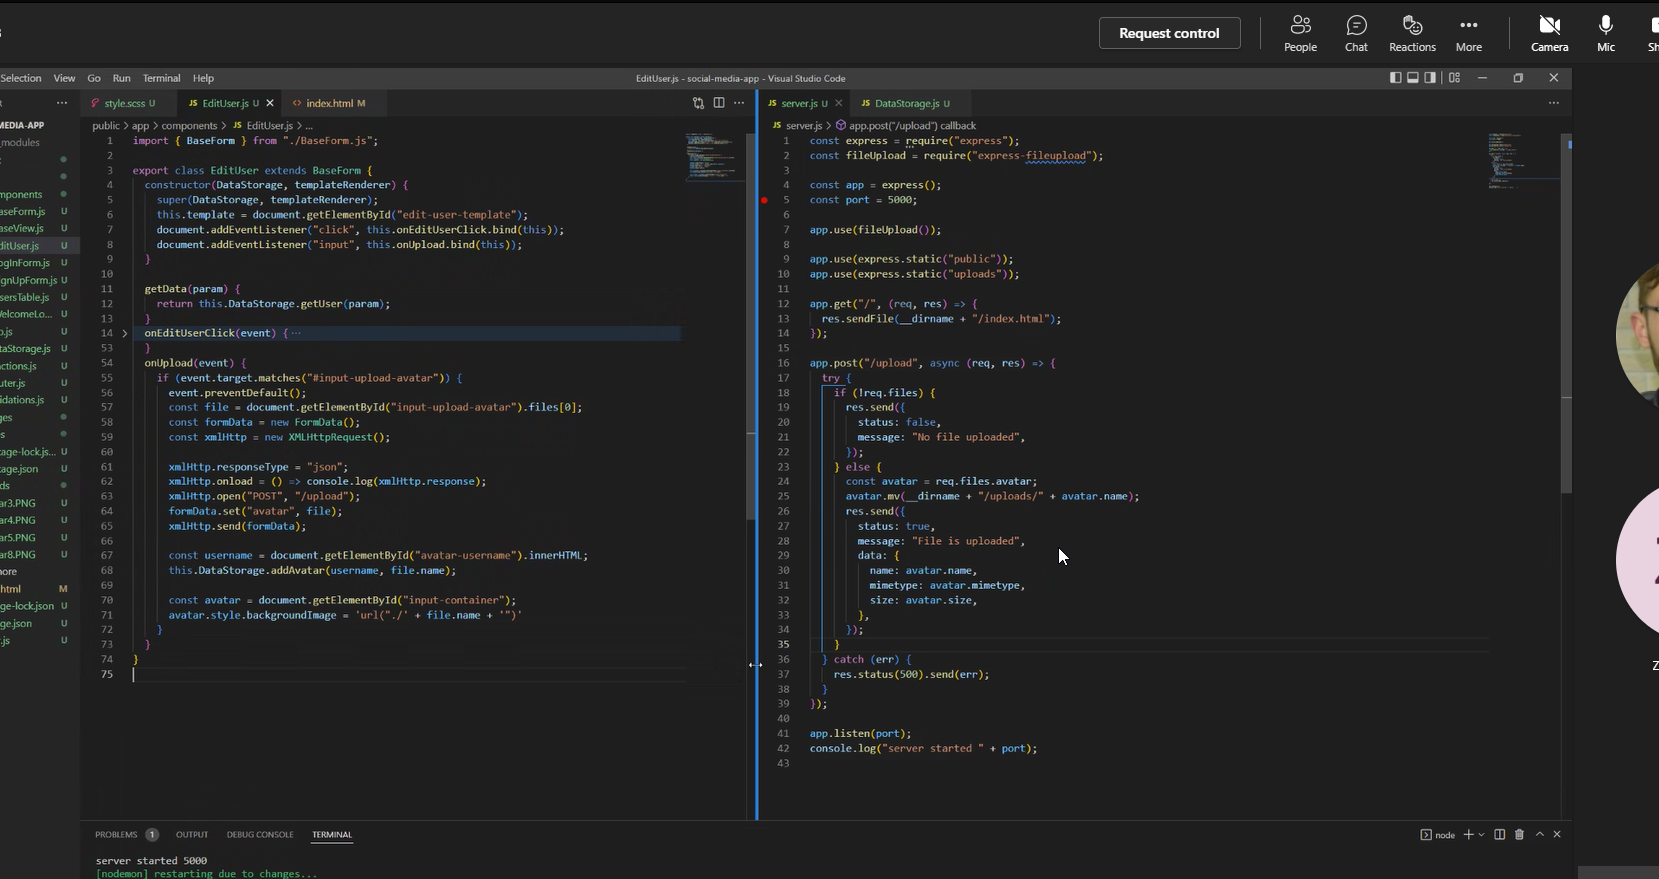 Request control
People
Chat
Reactions
More
Camera
Mic
Sh
Selection View Go Run Terminal Help
EditUser.js - social-media-app - Visual Studio Code
style.scss U
JS EditUser.js U
<> index.html M
JS server.js U
JS DataStorage.js U
public > app > components > JS EditUser.js > ...
JS server.js > app.post("/upload") callback
MEDIA-APP
_modules
mponents
aseForm.js U
aseView.js U
ditUser.js U
ogInForm.js U
ignUpForm.js U
sersTable.js U
WelcomeLo... U
p.js U
taStorage.js U
nctions.js U
uter.js U
idations.js U
ges
s
age-lock.js... U
age.json U
ds
ar3.PNG U
ar4.PNG U
ar5.PNG U
ar8.PNG U
nore
html M
ge-lock.json U
ge.json U
r.js U
1 import { BaseForm } from "./BaseForm.js";
2
3 export class EditUser extends BaseForm {
4 constructor(DataStorage, templateRenderer) {
5 super(DataStorage, templateRenderer);
6 this.template = document.getElementById("edit-user-template");
7 document.addEventListener("click", this.onEditUserClick.bind(this));
8 document.addEventListener("input", this.onUpload.bind(this));
9 }
10
11 getData(param) {
12 return this.DataStorage.getUser(param);
13 }
14 onEditUserClick(event) { ...
53 }
54 onUpload(event) {
55 if (event.target.matches("#input-upload-avatar")) {
56 event.preventDefault();
57 const file = document.getElementById("input-upload-avatar").files[0];
58 const formData = new FormData();
59 const xmlHttp = new XMLHttpRequest();
60
61 xmlHttp.responseType = "json";
62 xmlHttp.onload = () => console.log(xmlHttp.response);
63 xmlHttp.open("POST", "/upload");
64 formData.set("avatar", file);
65 xmlHttp.send(formData);
66
67 const username = document.getElementById("avatar-username").innerHTML;
68 this.DataStorage.addAvatar(username, file.name);
69
70 const avatar = document.getElementById("input-container");
71 avatar.style.backgroundImage = 'url("./' + file.name + '")'
72 }
73 }
74 }
75
1 const express = require("express");
2 const fileUpload = require("express-fileupload");
3
4 const app = express();
5 const port = 5000;
6
7 app.use(fileUpload());
8
9 app.use(express.static("public"));
10 app.use(express.static("uploads"));
11
12 app.get("/", (req, res) => {
13 res.sendFile(__dirname + "/index.html");
14 });
15
16 app.post("/upload", async (req, res) => {
17 try {
18 if (!req.files) {
19 res.send({
20 status: false,
21 message: "No file uploaded",
22 });
23 } else {
24 const avatar = req.files.avatar;
25 avatar.mv(__dirname + "/uploads/" + avatar.name);
26 res.send({
27 status: true,
28 message: "File is uploaded",
29 data: {
30 name: avatar.name,
31 mimetype: avatar.mimetype,
32 size: avatar.size,
33 },
34 });
35 }
36 } catch (err) {
37 res.status(500).send(err);
38 }
39 });
40
41 app.listen(port);
42 console.log("server started " + port);
43
PROBLEMS 1 OUTPUT DEBUG CONSOLE TERMINAL
node
server started 5000
[nodemon] restarting due to changes...